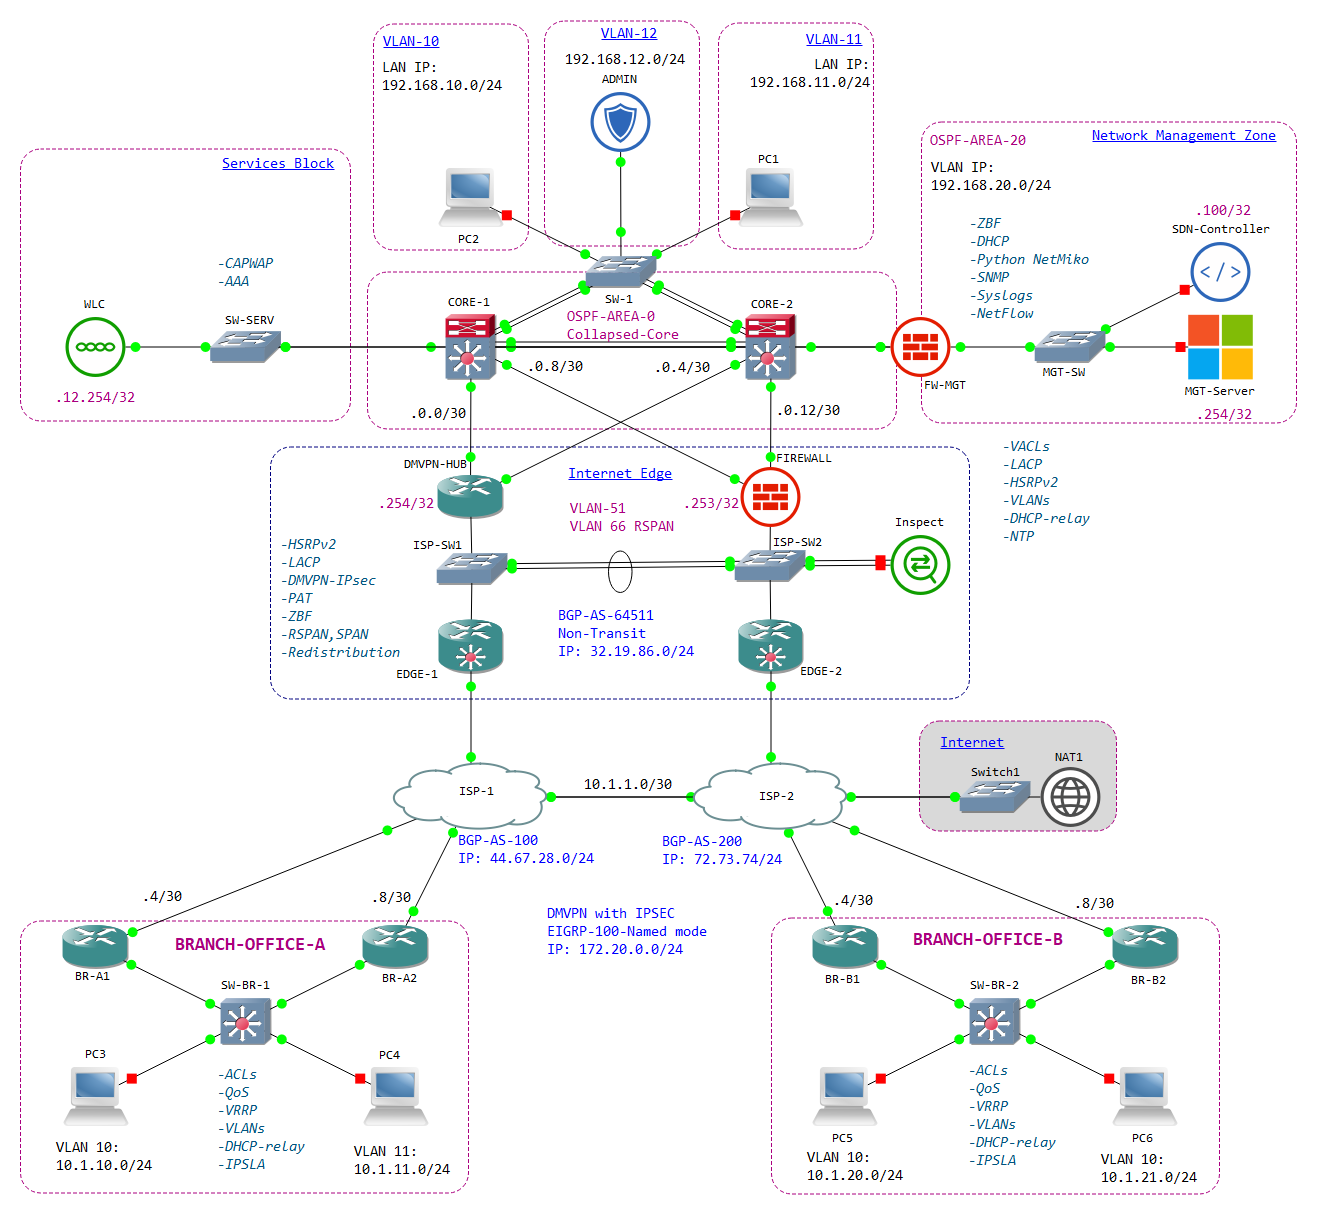 VLAN-10
LAN IP:
192.168.10.0/24
PC2
VLAN-12
192.168.12.0/24
ADMIN
VLAN-11
LAN IP:
192.168.11.0/24
PC1
Services Block
-CAPWAP
-AAA
WLC
SW-SERV
.12.254/32
SW-1
CORE-1
CORE-2
OSPF-AREA-0
Collapsed-Core
.0.8/30
.0.4/30
.0.0/30
.0.12/30
OSPF-AREA-20
Network Management Zone
VLAN IP:
192.168.20.0/24
-ZBF
-DHCP
-Python NetMiko
-SNMP
-Syslogs
-NetFlow
.100/32
SDN-Controller
FW-MGT
MGT-SW
MGT-Server
.254/32
-VACLs
-LACP
-HSRPv2
-VLANs
-DHCP-relay
-NTP
DMVPN-HUB
Internet Edge
FIREWALL
.254/32
VLAN-51
VLAN 66 RSPAN
.253/32
ISP-SW1
ISP-SW2
Inspect
-HSRPv2
-LACP
-DMVPN-IPsec
-PAT
-ZBF
-RSPAN,SPAN
-Redistribution
BGP-AS-64511
Non-Transit
IP: 32.19.86.0/24
EDGE-1
EDGE-2
Internet
Switch1
NAT1
ISP-1
10.1.1.0/30
ISP-2
BGP-AS-100
IP: 44.67.28.0/24
BGP-AS-200
IP: 72.73.74/24
.4/30
.8/30
.4/30
.8/30
DMVPN with IPSEC
EIGRP-100-Named mode
IP: 172.20.0.0/24
BRANCH-OFFICE-A
BR-A1
BR-A2
SW-BR-1
PC3
PC4
-ACLs
-QoS
-VRRP
-VLANs
-DHCP-relay
-IPSLA
VLAN 10:
10.1.10.0/24
VLAN 11:
10.1.11.0/24
BRANCH-OFFICE-B
BR-B1
BR-B2
SW-BR-2
-ACLs
-QoS
-VRRP
-VLANs
-DHCP-relay
-IPSLA
PC5
PC6
VLAN 10:
10.1.20.0/24
VLAN 10:
10.1.21.0/24